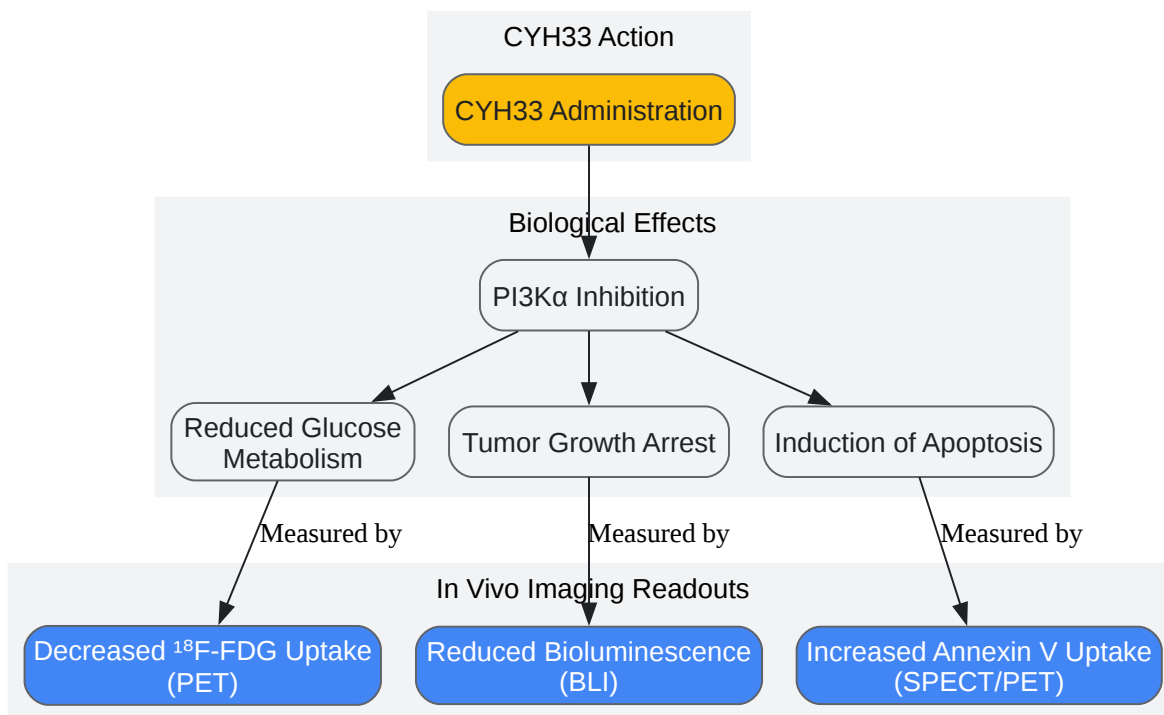 CYH33 Action
CYH33 Administration
Biological Effects
PI3Kα Inhibition
Reduced Glucose
Metabolism
Tumor Growth Arrest
Induction of Apoptosis
Measured by
Measured by
Measured by
In Vivo Imaging Readouts
Decreased ¹⁸F-FDG Uptake
(PET)
Reduced Bioluminescence
(BLI)
Increased Annexin V Uptake
(SPECT/PET)